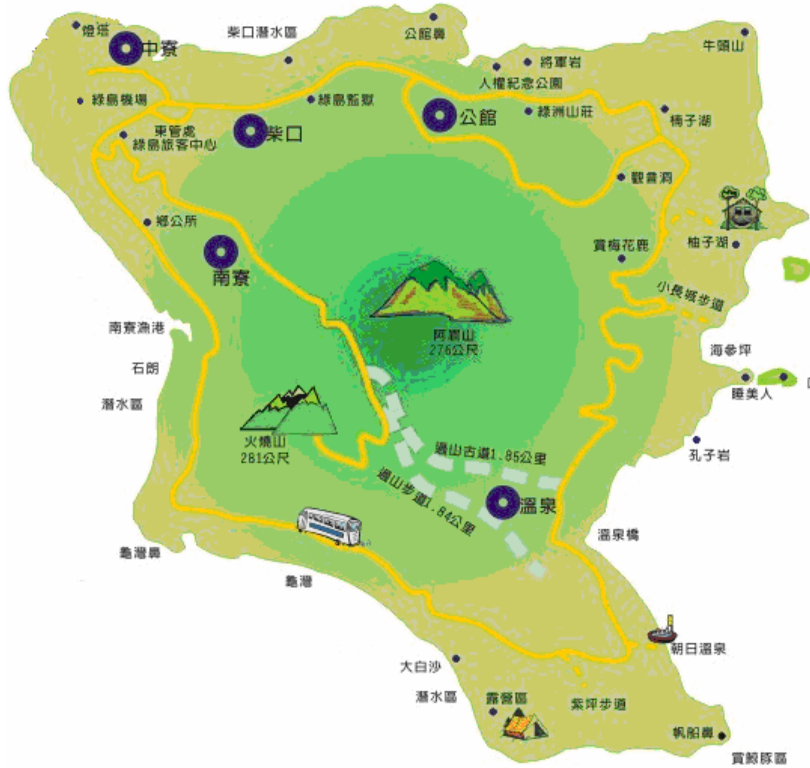 燈塔
中寮
柴口潛水區
公館鼻
牛頭山
將軍岩
人權紀念公園
綠島機場
綠島監獄
公館
綠洲山莊
楠子湖
東管處
綠島旅客中心
柴口
觀音洞
鄉公所
柚子湖
賞梅花鹿
南寮
小長城步道
南寮漁港
阿眉山
276公尺
海參坪
石朗
潛水區
睡美人
火燒山
281公尺
過山古道1.85公里
孔子岩
過山步道1.84公里
溫泉
溫泉橋
龜灣鼻
龜灣
朝日溫泉
大白沙
潛水區
露營區
紫坪步道
帆船鼻
賞鯨豚區